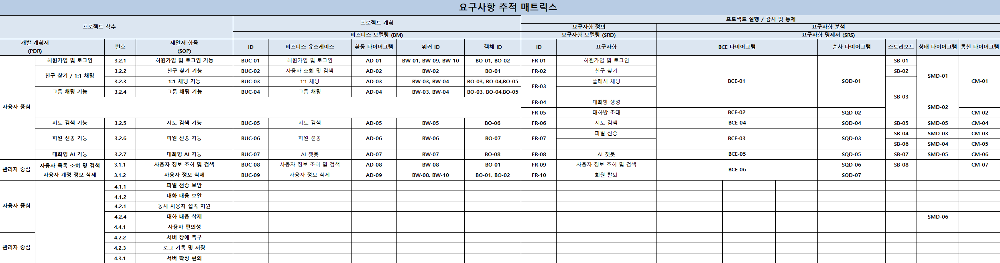 요구사항 추적 매트릭스
프로젝트 착수 프로젝트 계획 프로젝트 실행 / 감시 및 통제
요구사항 정의 요구사항 분석
비즈니스 모델링 (BM) 요구사항 모델링 (SRD) 요구사항 명세서 (SRS)
개발 계획서 (PDR) 번호 제안서 항목 (SOP) ID 비즈니스 유스케이스 활동 다이어그램 워커 ID 객체 ID ID 요구사항 BCE 다이어그램 순차 다이어그램 스토리보드 상태 다이어그램 통신 다이어그램
사용자 중심 회원가입 및 로그인 3.2.1 회원가입 및 로그인 기능 BUC-01 회원가입 및 로그인 AD-01 BW-01, BW-09, BW-10 BO-01, BO-02 FR-01 회원가입 및 로그인 BCE-01 SQD-01 SB-01 SMD-01 CM-01
친구 찾기 / 1:1 채팅 3.2.2 친구 찾기 기능 BUC-02 사용자 조회 및 검색 AD-02 BW-02 BO-01 FR-02 친구 찾기 SB-02
3.2.3 1:1 채팅 기능 BUC-03 1:1 채팅 AD-03 BW-03, BW-04 BO-03, BO-04,BO-05 FR-03 플래시 채팅 SB-03
그룹 채팅 기능 3.2.4 그룹 채팅 기능 BUC-04 그룹 채팅 AD-04 BW-03, BW-04 BO-03, BO-04,BO-05
FR-04 대화방 생성 SMD-02
FR-05 대화방 초대 BCE-02 SQD-02 CM-02
지도 검색 기능 3.2.5 지도 검색 기능 BUC-05 지도 검색 AD-05 BW-05 BO-06 FR-06 지도 검색 BCE-04 SQD-04 SB-05 SMD-05 CM-04
파일 전송 기능 3.2.6 파일 전송 기능 BUC-06 파일 전송 AD-06 BW-06 BO-07 FR-07 파일 전송 BCE-03 SQD-03 SB-04 SMD-03 CM-03
SB-06 SMD-04 CM-05
대화형 AI 기능 3.2.7 대화형 AI 기능 BUC-07 AI 챗봇 AD-07 BW-07 BO-08 FR-08 AI 챗봇 BCE-05 SQD-05 SB-07 SMD-05 CM-06
관리자 중심 사용자 목록 조회 및 검색 3.1.1 사용자 정보 조회 및 검색 BUC-08 사용자 정보 조회 및 검색 AD-08 BW-08 BO-01 FR-09 사용자 정보 조회 및 검색 BCE-06 SQD-06 SB-08 CM-07
사용자 계정 정보 삭제 3.1.2 사용자 정보 삭제 BUC-09 사용자 정보 삭제 AD-09 BW-08, BW-10 BO-01, BO-02 FR-10 회원 탈퇴 SQD-07
사용자 중심 4.1.1 파일 전송 보안
4.1.2 대화 내용 보안
4.2.1 동시 사용자 접속 지원
4.2.4 대화 내용 삭제 SMD-06
4.4.1 사용자 편의성
관리자 중심 4.2.2 서버 장애 복구
4.2.3 로그 기록 및 저장
4.3.1 서버 확장 편의